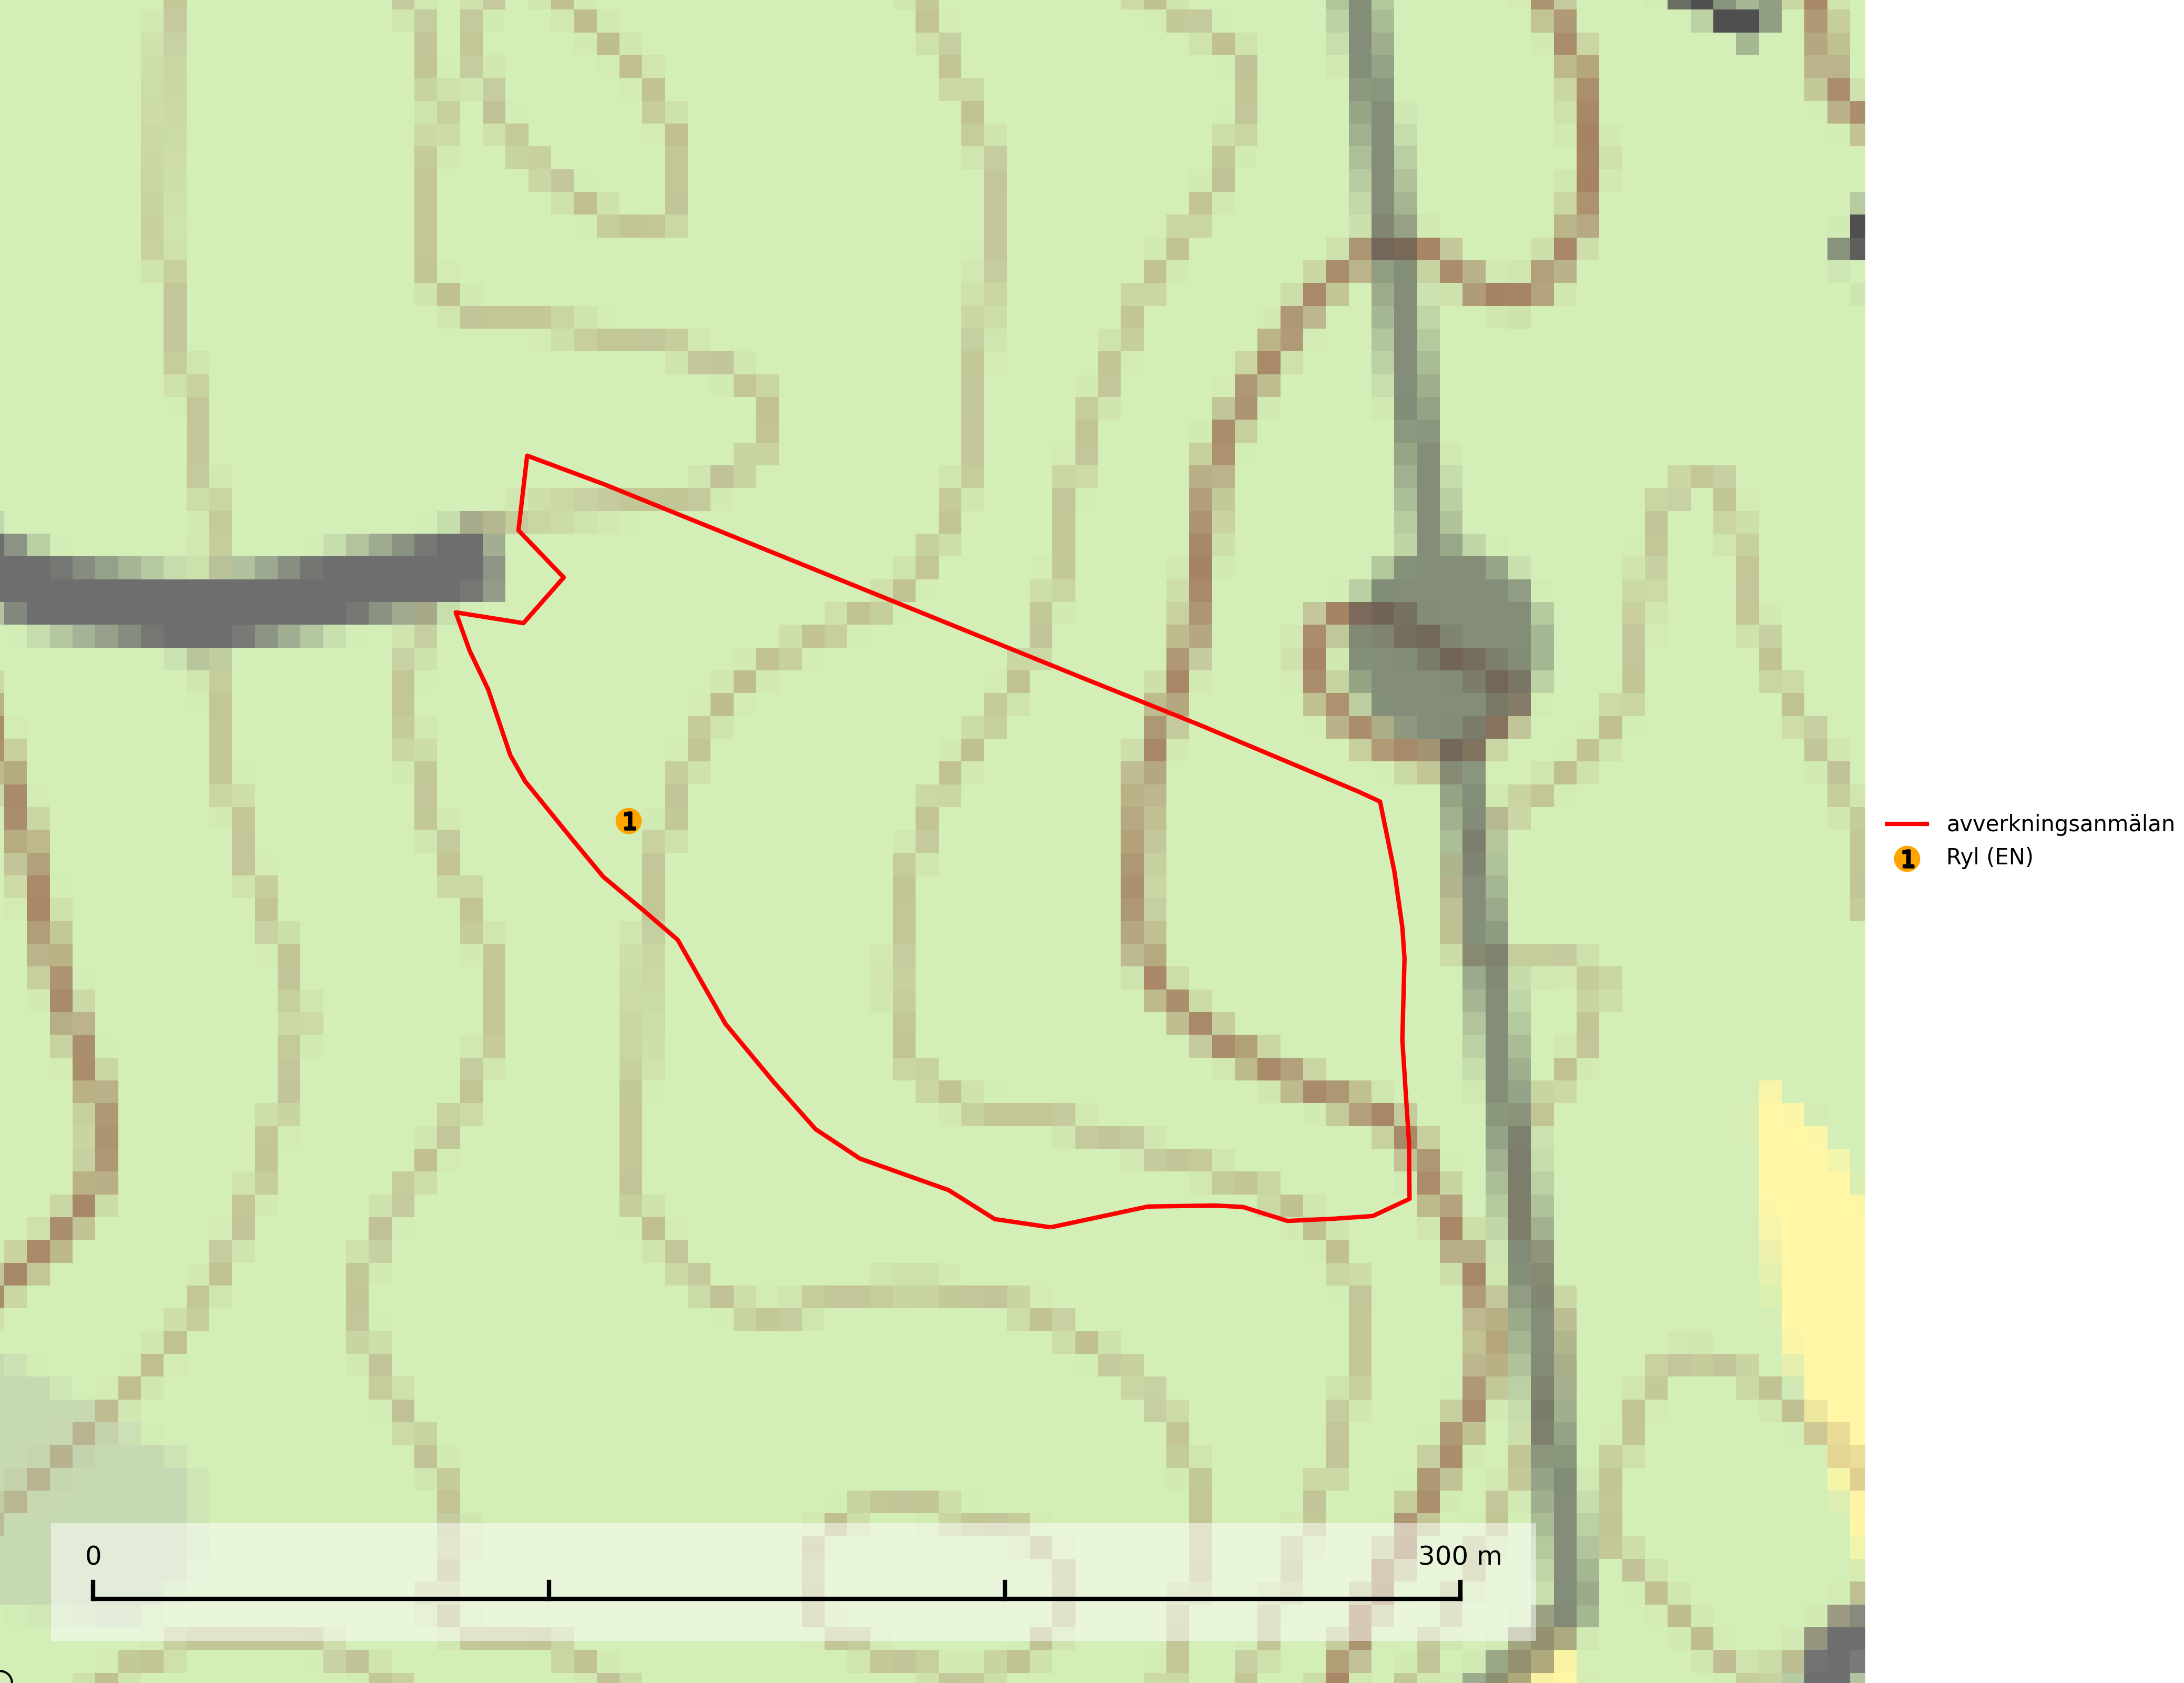 1
avverkningsanmälan
1 Ryl (EN)
0 300 m